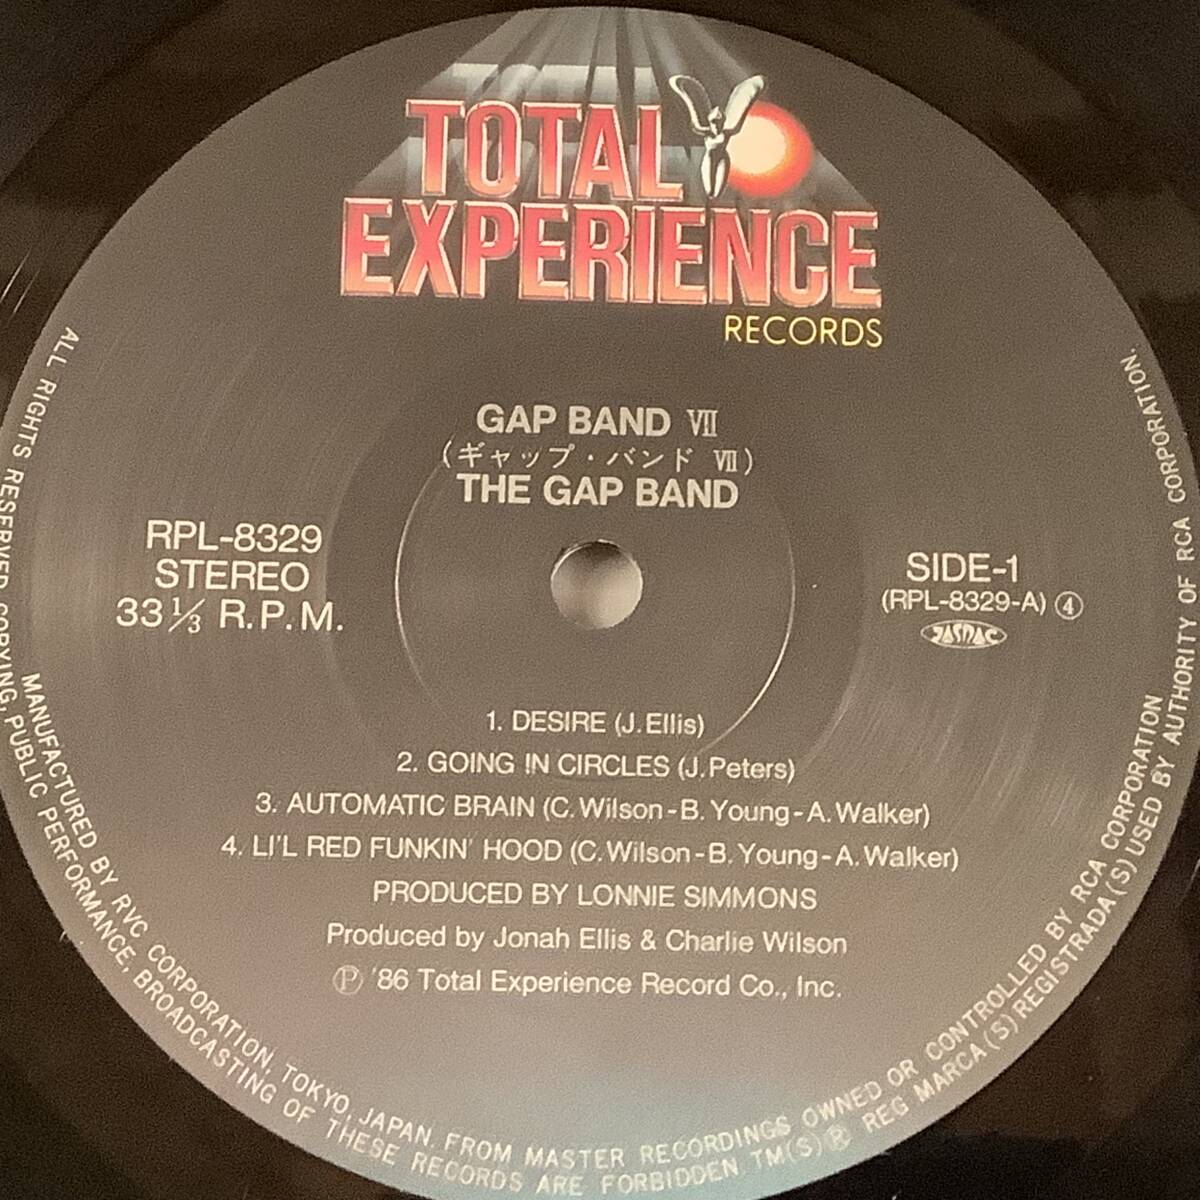 TOTAL
EXPERIENCE
RECORDS
GAP BAND Ⅶ
(ギャップ・バンド Ⅶ)
THE GAP BAND
RPL-8329
STEREO
33 1/3 R.P.M.
SIDE-1
(RPL-8329-A) ④
JASRAC
1. DESIRE (J. Ellis)
2. GOING IN CIRCLES (J. Peters)
3. AUTOMATIC BRAIN (C. Wilson-B. Young-A. Walker)
4. LI'L RED FUNKIN' HOOD (C. Wilson-B. Young-A. Walker)
PRODUCED BY LONNIE SIMMONS
Produced by Jonah Ellis & Charlie Wilson
Ⓟ '86 Total Experience Record Co., Inc.
MANUFACTURED BY RVC CORPORATION, TOKYO, JAPAN. FROM MASTER RECORDINGS OWNED OR CONTROLLED BY RCA CORPORATION
ALL RIGHTS RESERVED COPYING, PUBLIC PERFORMANCE, BROADCASTING OF THESE RECORDS ARE FORBIDDEN. TM(S)® REG MARCA(S) REGISTRADA(S) USED BY AUTHORITY OF RCA CORPORATION.